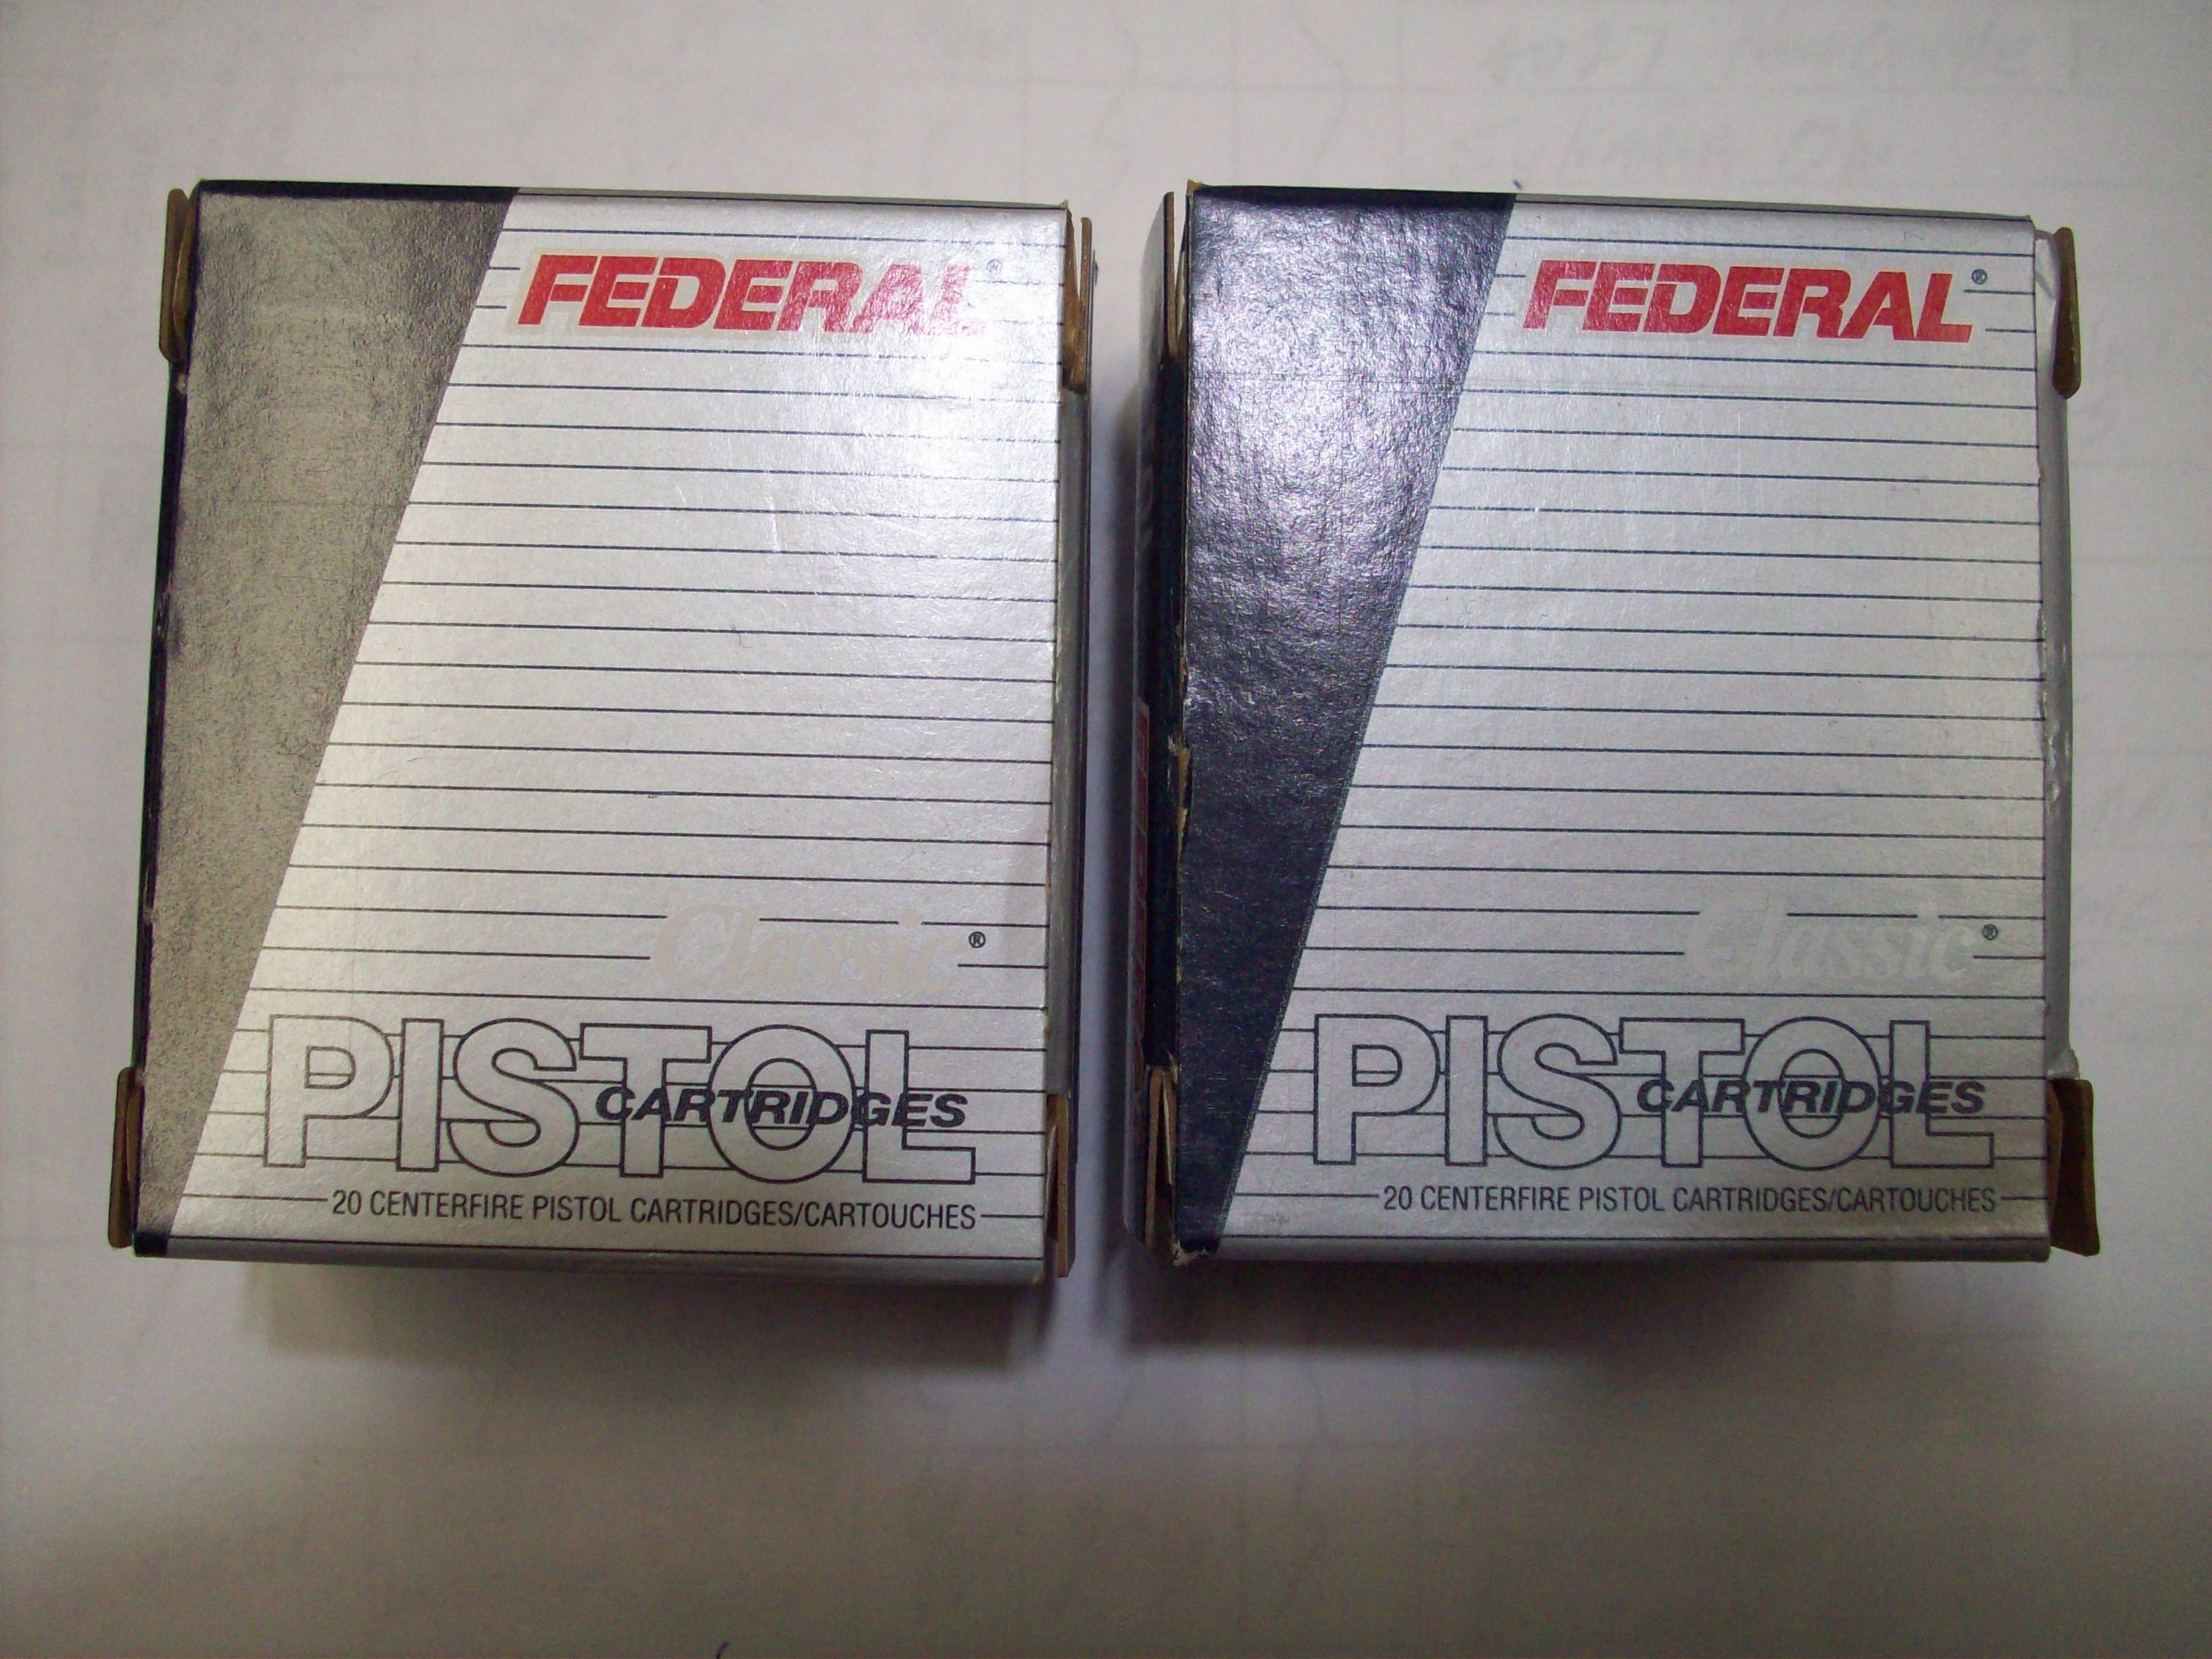 FEDERAL®
Classic®
PISTOL
CARTRIDGES
20 CENTERFIRE PISTOL CARTRIDGES/CARTOUCHES
FEDERAL®
Classic®
PISTOL
CARTRIDGES
20 CENTERFIRE PISTOL CARTRIDGES/CARTOUCHES